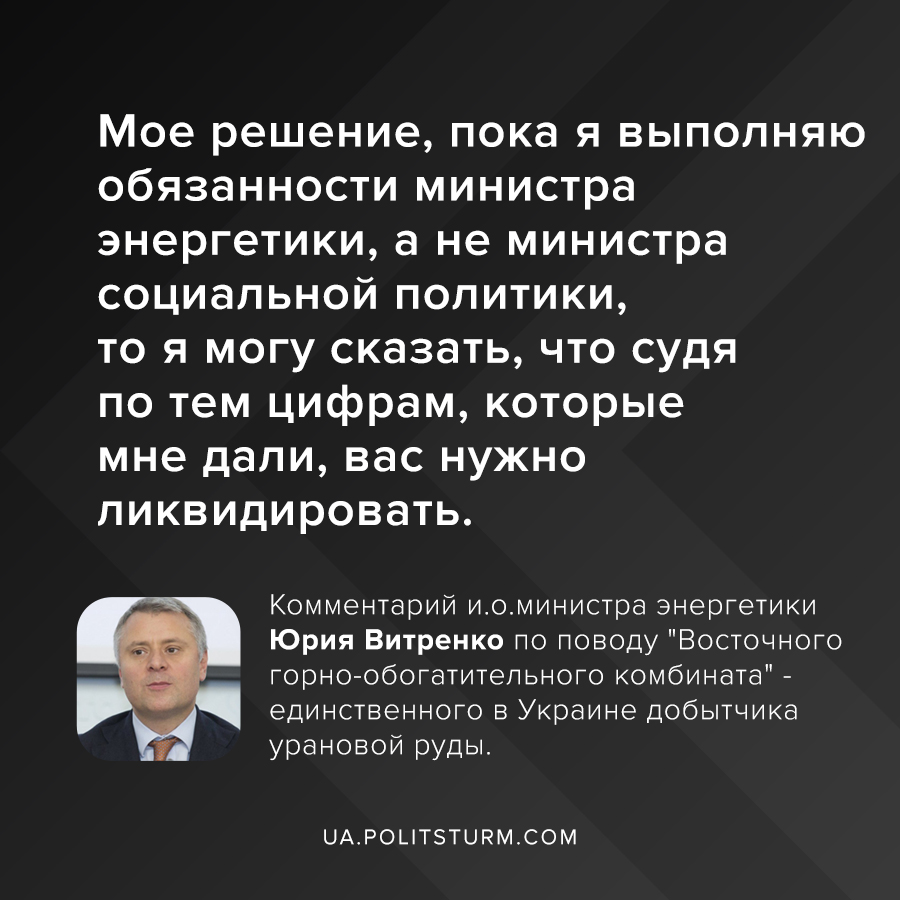 Мое решение, пока я выполняю
обязанности министра
энергетики, а не министра
социальной политики,
то я могу сказать, что судя
по тем цифрам, которые
мне дали, вас нужно
ликвидировать.
Комментарий и.о.министра энергетики
Юрия Витренко по поводу "Восточного
горно-обогатительного комбината" -
единственного в Украине добытчика
урановой руды.
UA.POLITSTURM.COM